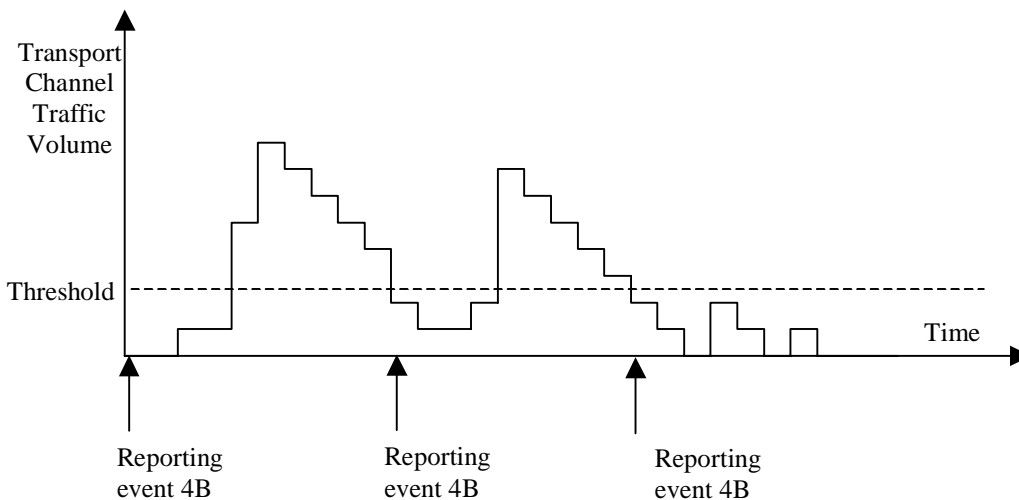 Transport
Channel
Traffic
Volume
Threshold
Time
Reporting
event 4B
Reporting
event 4B
Reporting
event 4B